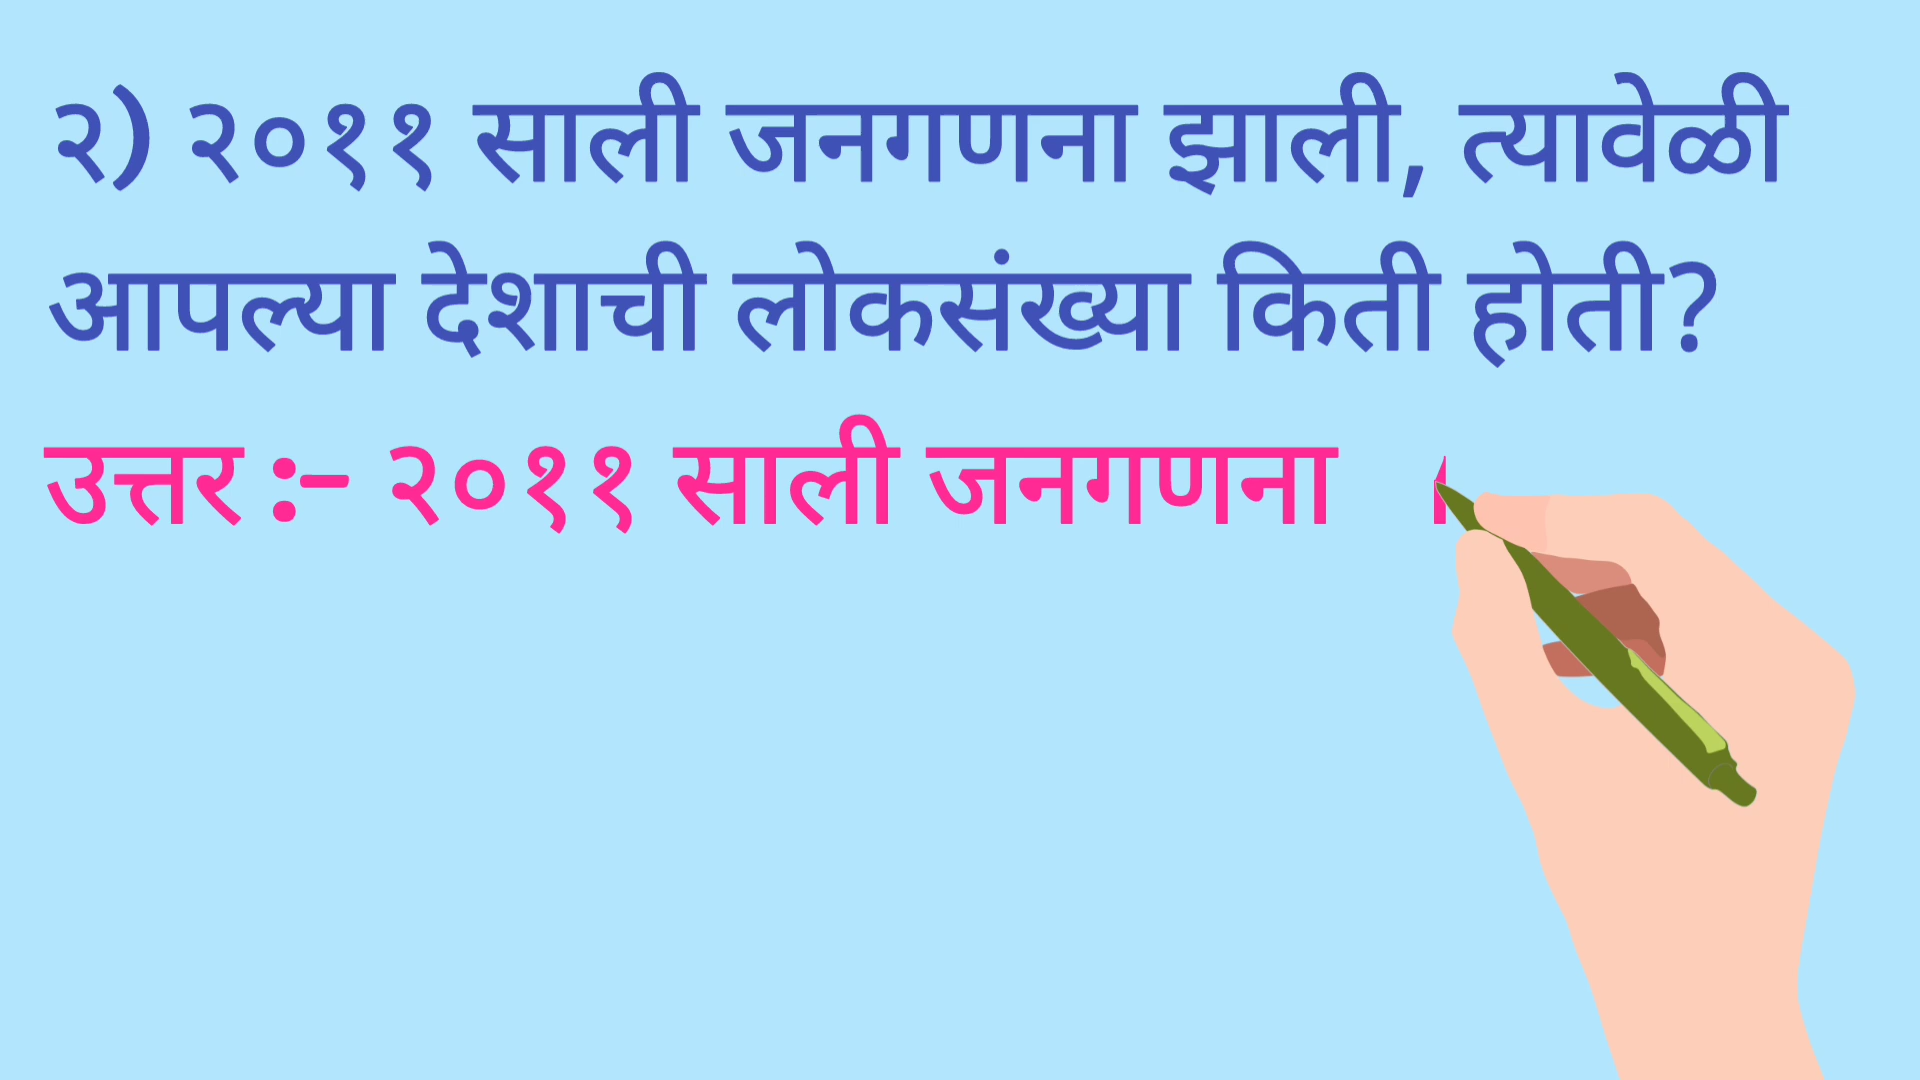 २) २०११ साली जनगणना झाली, त्यावेळी
आपल्या देशाची लोकसंख्या किती होती?
उत्तर :- २०११ साली जनगणना